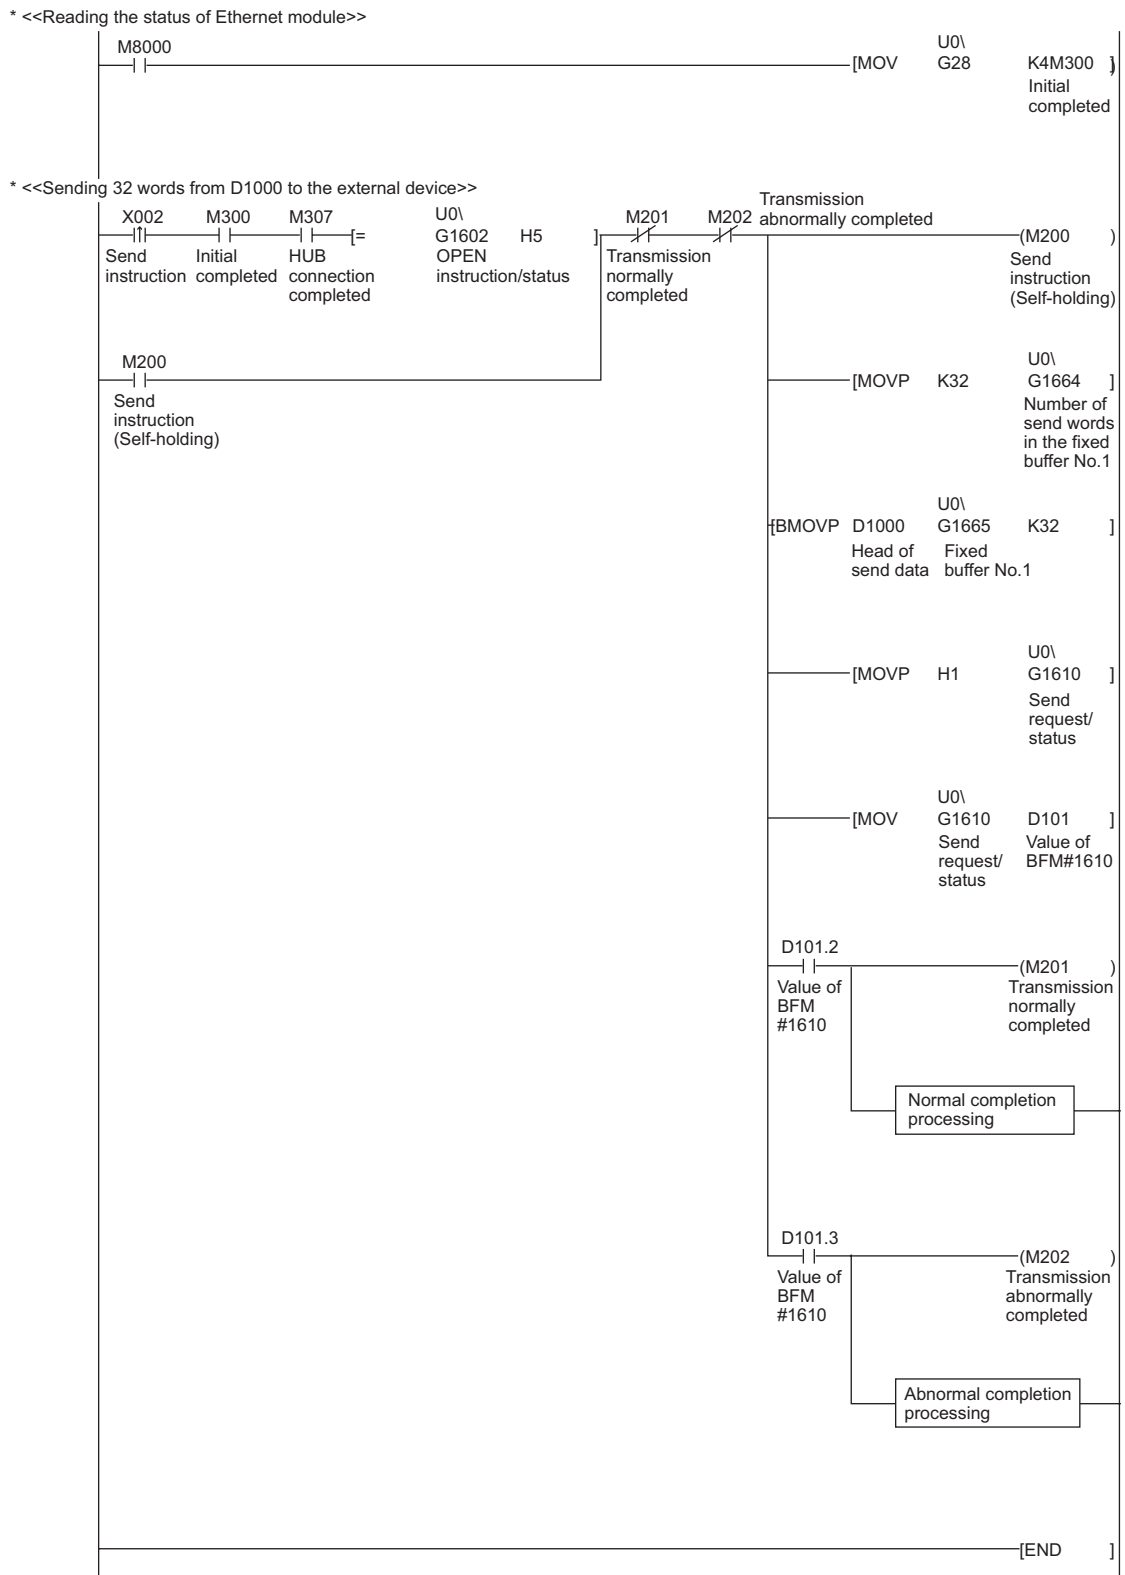 * <<Reading the status of Ethernet module>>
M8000
U0\
[MOV G28 K4M300 ]
Initial
completed
* <<Sending 32 words from D1000 to the external device>>
Transmission
abnormally completed
X002 M300 M307 U0\ M201 M202
[= G1602 H5 ] (M200 )
Send
instruction
Initial
completed
HUB
connection
completed
OPEN
instruction/status
Transmission
normally
completed
Send
instruction
(Self-holding)
M200
Send
instruction
(Self-holding)
U0\
[MOVP K32 G1664 ]
Number of
send words
in the fixed
buffer No.1
U0\
[BMOVP D1000 G1665 K32 ]
Head of
send data
Fixed
buffer No.1
U0\
[MOVP H1 G1610 ]
Send
request/
status
U0\
[MOV G1610 D101 ]
Send
request/
status
Value of
BFM#1610
D101.2
(M201 )
Value of
BFM
#1610
Transmission
normally
completed
Normal completion
processing
D101.3
(M202 )
Value of
BFM
#1610
Transmission
abnormally
completed
Abnormal completion
processing
[END ]